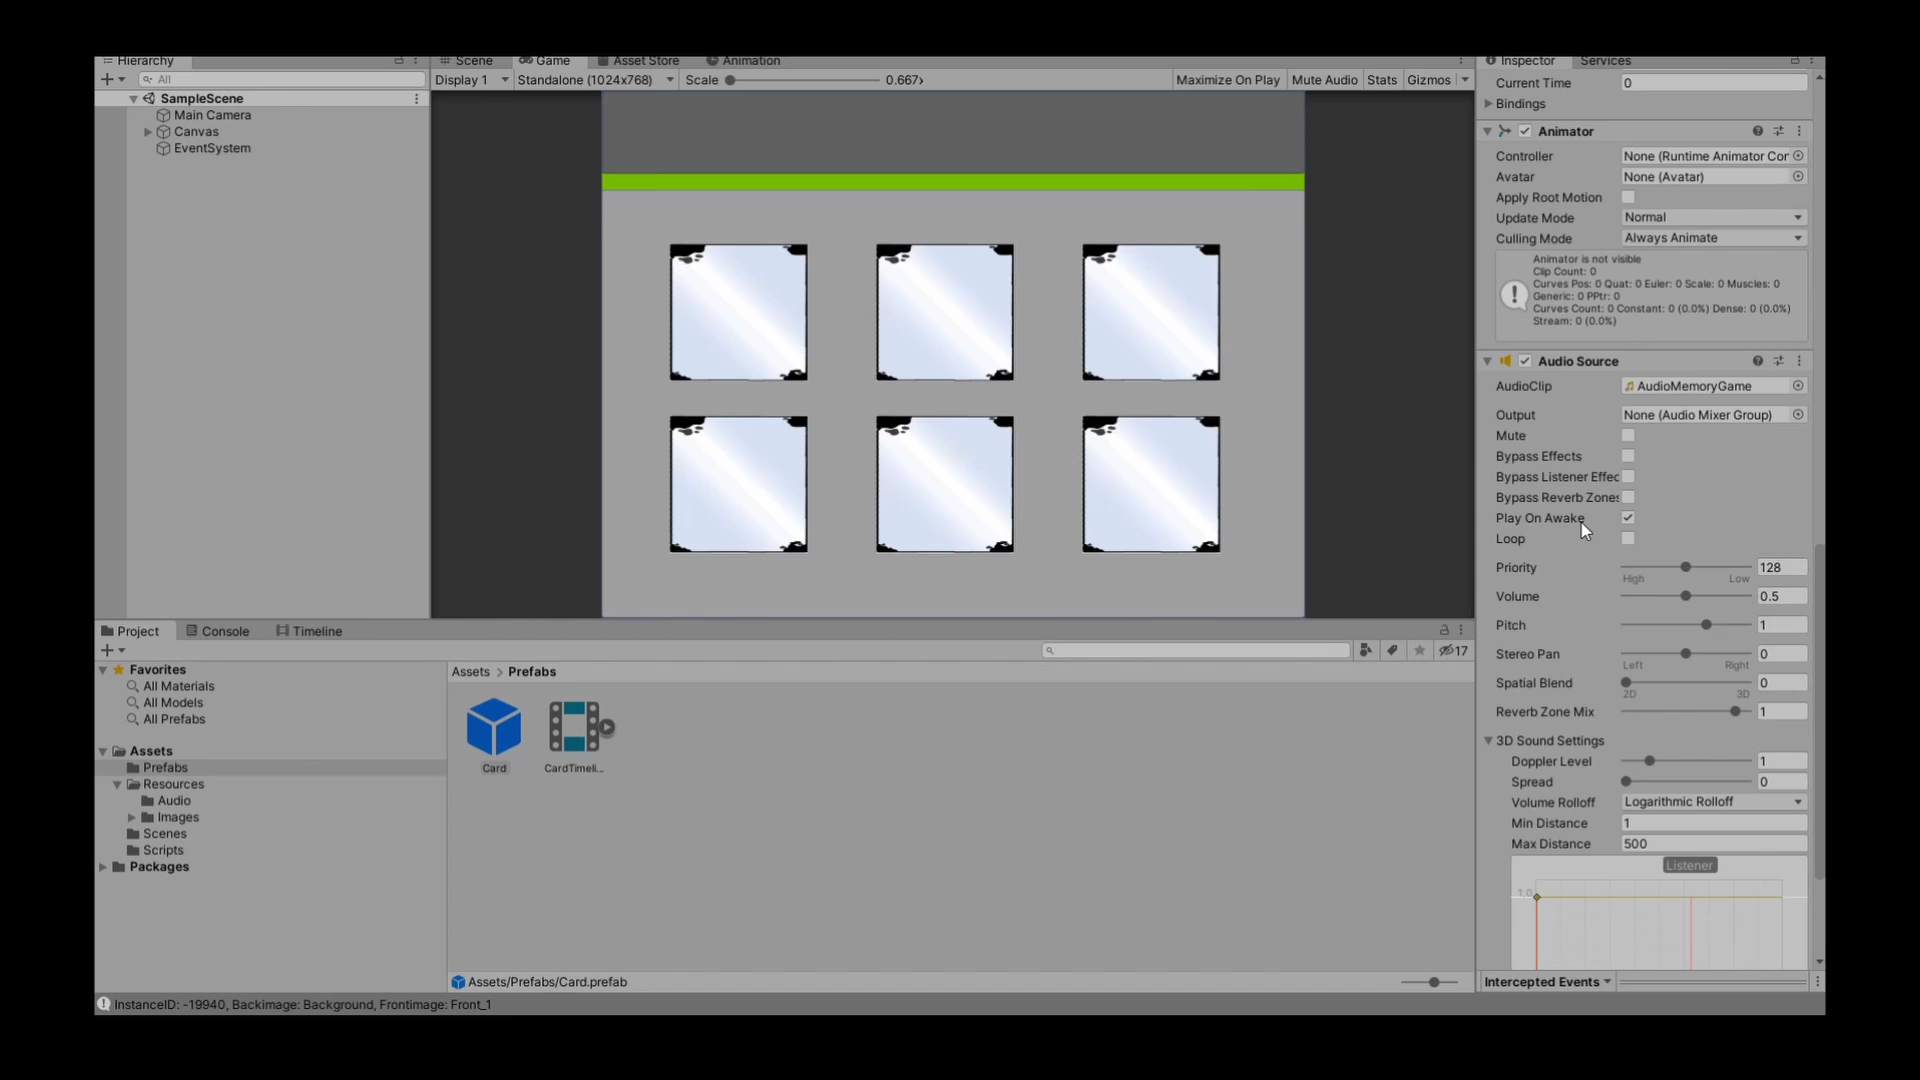 Hierarchy
All
SampleScene
Main Camera
Canvas
EventSystem
Scene Game Asset Store Animation
Display 1 Standalone (1024x768) Scale 0.667x Maximize On Play Mute Audio Stats Gizmos
Inspector Services
Current Time 0
Bindings
Animator
Controller None (Runtime Animator Cor
Avatar None (Avatar)
Apply Root Motion
Update Mode Normal
Culling Mode Always Animate
Animator is not visible
Clip Count: 0
Curves Pos: 0 Quat: 0 Euler: 0 Scale: 0 Muscles: 0
Generic: 0 PPtr: 0
Curves Count: 0 Constant: 0 (0.0%) Dense: 0 (0.0%)
Stream: 0 (0.0%)
Audio Source
AudioClip AudioMemoryGame
Output None (Audio Mixer Group)
Mute
Bypass Effects
Bypass Listener Effec
Bypass Reverb Zones
Play On Awake
Loop
Priority 128
High Low
Volume 0.5
Pitch 1
Stereo Pan 0
Left Right
Spatial Blend 0
2D 3D
Reverb Zone Mix 1
3D Sound Settings
Doppler Level 1
Spread 0
Volume Rolloff Logarithmic Rolloff
Min Distance 1
Max Distance 500
Listener
1.0
Intercepted Events
Project Console Timeline
17
Favorites
All Materials
All Models
All Prefabs
Assets
Prefabs
Resources
Audio
Images
Scenes
Scripts
Packages
Assets > Prefabs
Card CardTimeli...
Assets/Prefabs/Card.prefab
InstanceID: -19940, Backimage: Background, Frontimage: Front_1